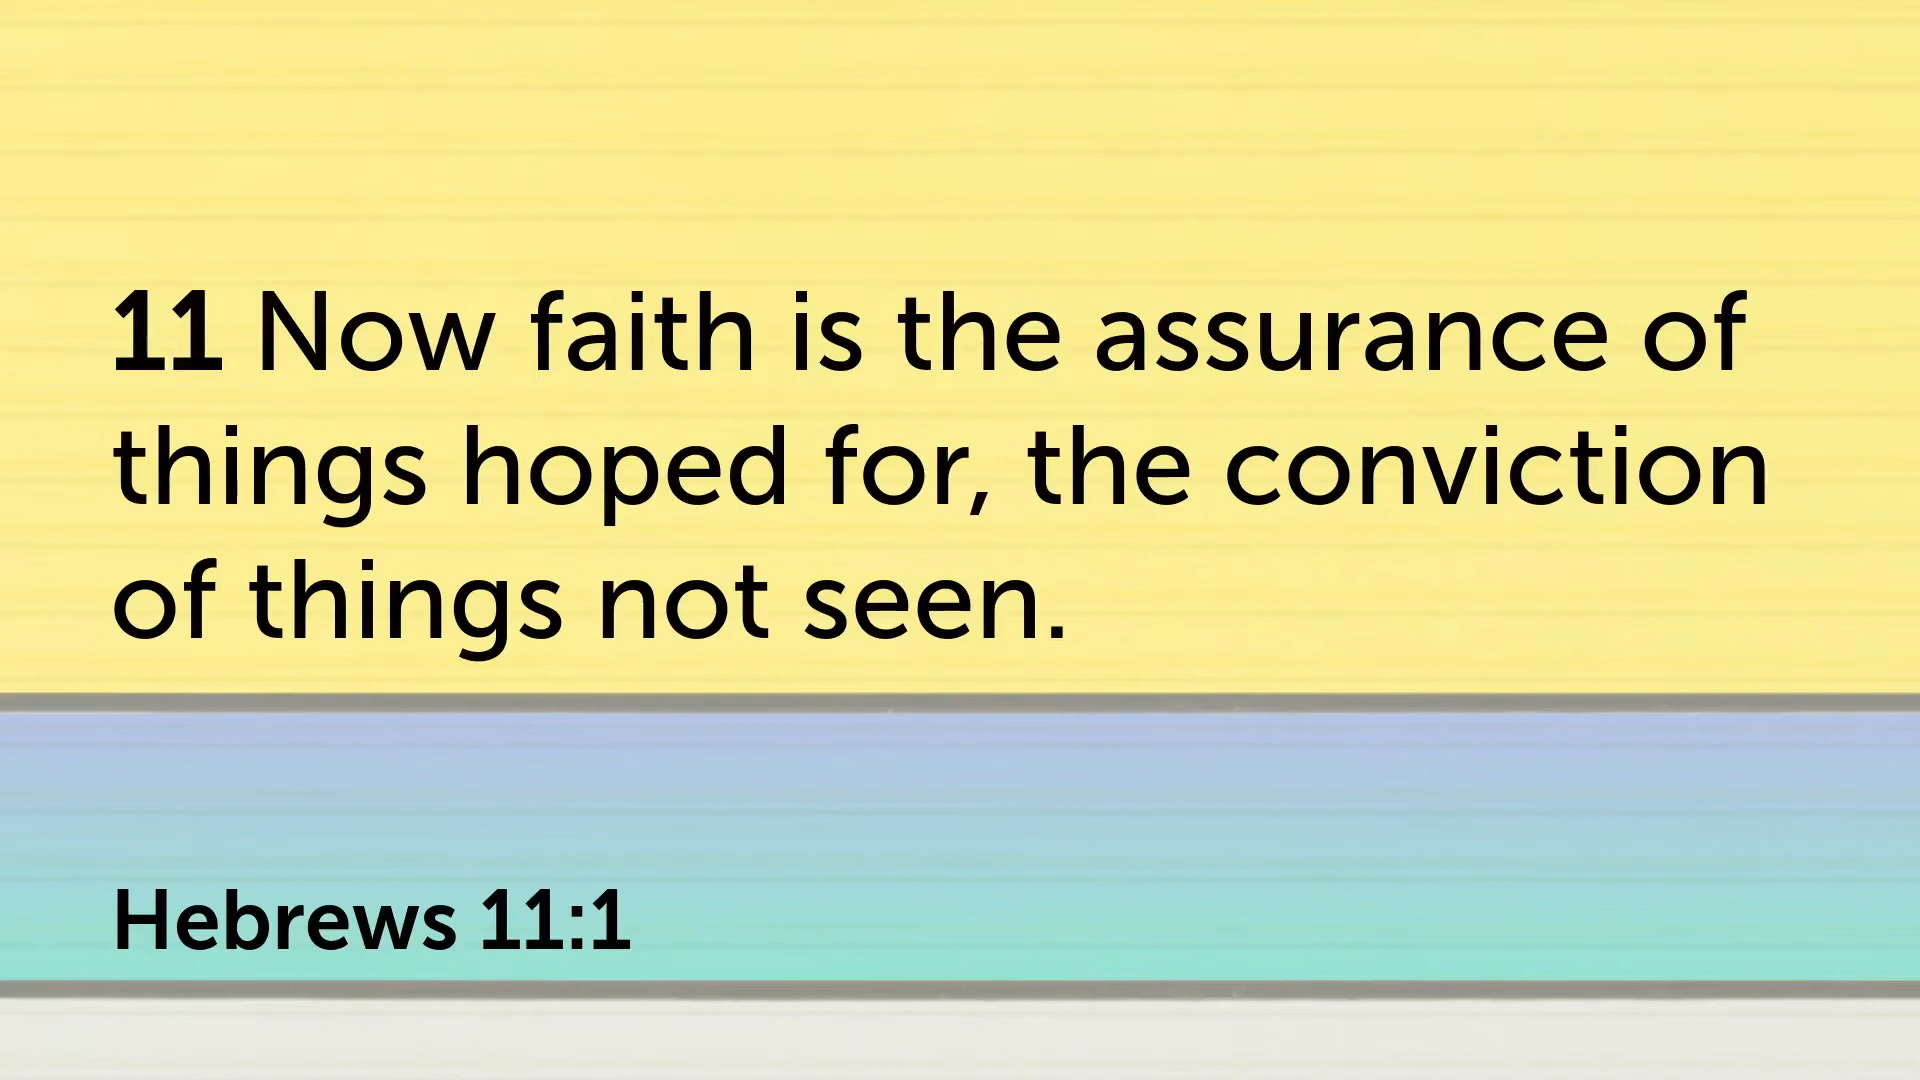 11 Now faith is the assurance of
things hoped for, the conviction
of things not seen.
Hebrews 11:1